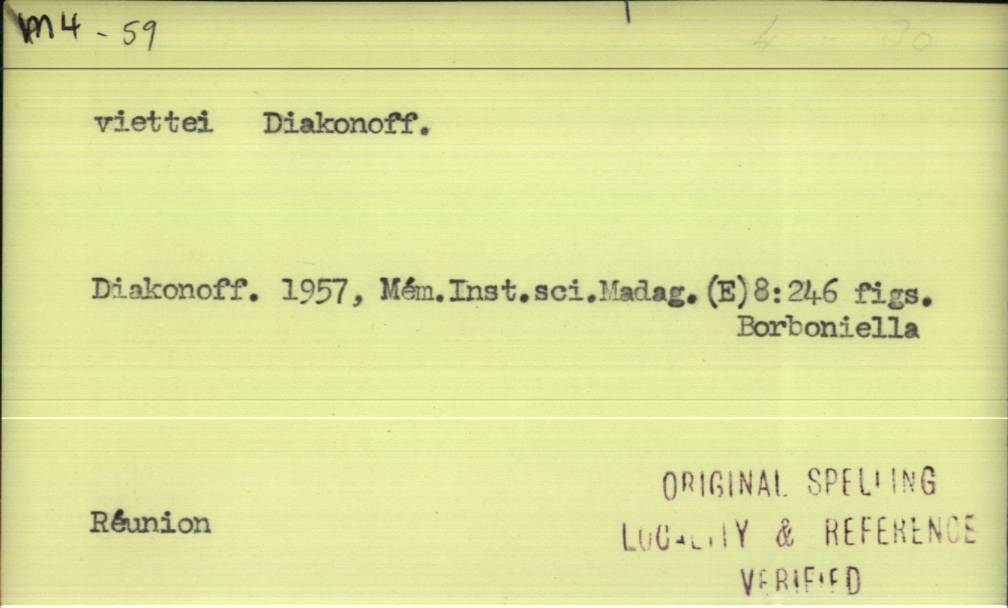 m4 - 59
4 - 30
viettei Diakonoff.
Diakonoff. 1957, Mém.Inst.sci.Madag.(E)8:246 figs.
Borboniella
Réunion
ORIGINAL SPELLING
LOCALITY & REFERENCE
VERIFIED